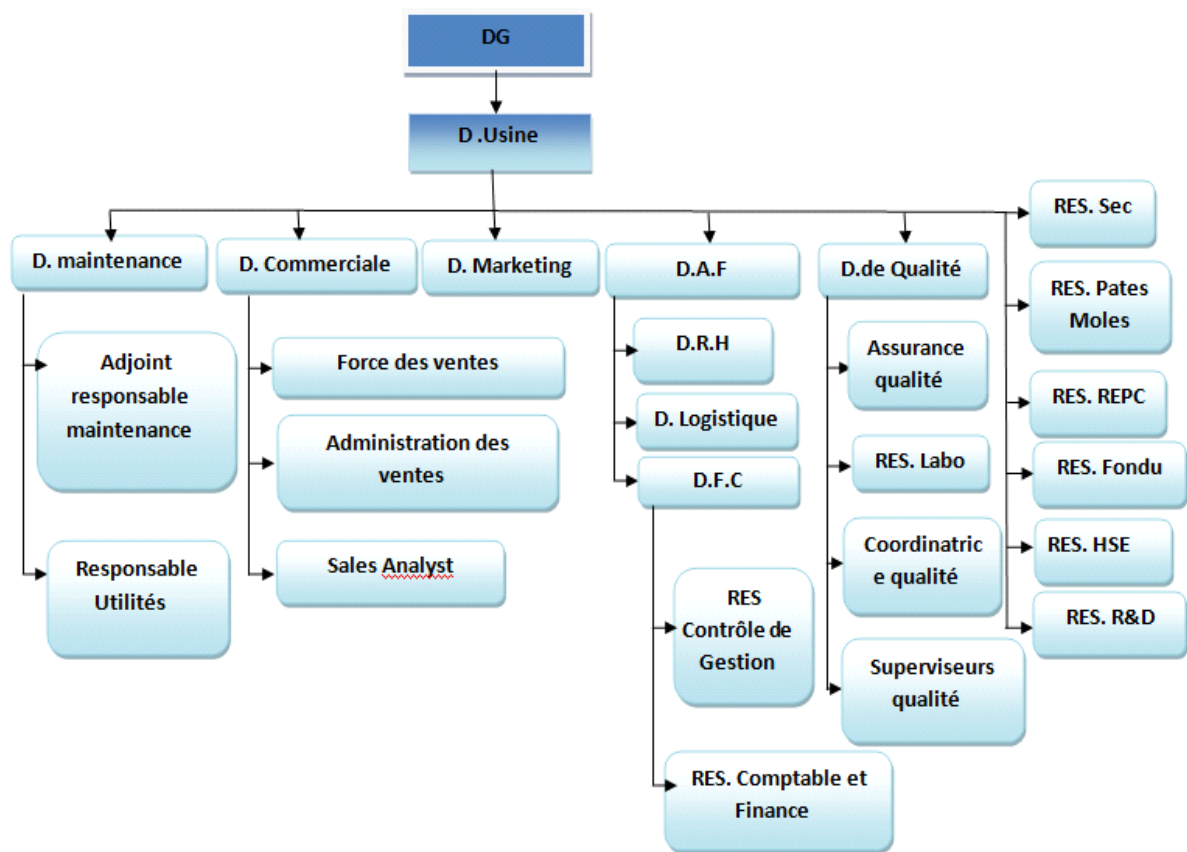 DG
D .Usine
RES. Sec
D. maintenance
D. Commerciale
D. Marketing
D.A.F
D.de Qualité
RES. Pates
Moles
Adjoint
responsable
maintenance
Responsable
Utilités
Force des ventes
Administration des
ventes
Sales Analyst
D.R.H
D. Logistique
D.F.C
RES
Contrôle de
Gestion
RES. Comptable et
Finance
Assurance
qualité
RES. Labo
Coordinatric
e qualité
Superviseurs
qualité
RES. REPC
RES. Fondu
RES. HSE
RES. R&D